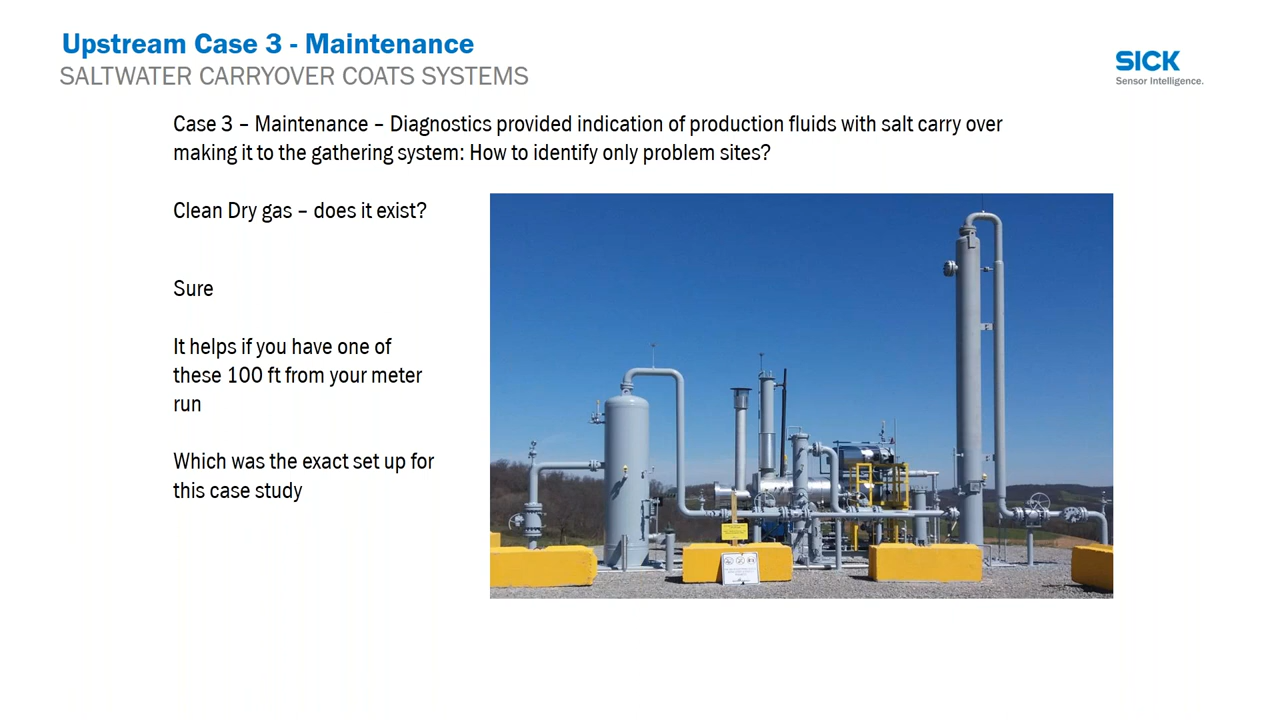 Upstream Case 3 - Maintenance
SALTWATER CARRYOVER COATS SYSTEMS
SICK
Sensor Intelligence.
Case 3 – Maintenance – Diagnostics provided indication of production fluids with salt carry over
making it to the gathering system: How to identify only problem sites?
Clean Dry gas – does it exist?
Sure
It helps if you have one of
these 100 ft from your meter
run
Which was the exact set up for
this case study